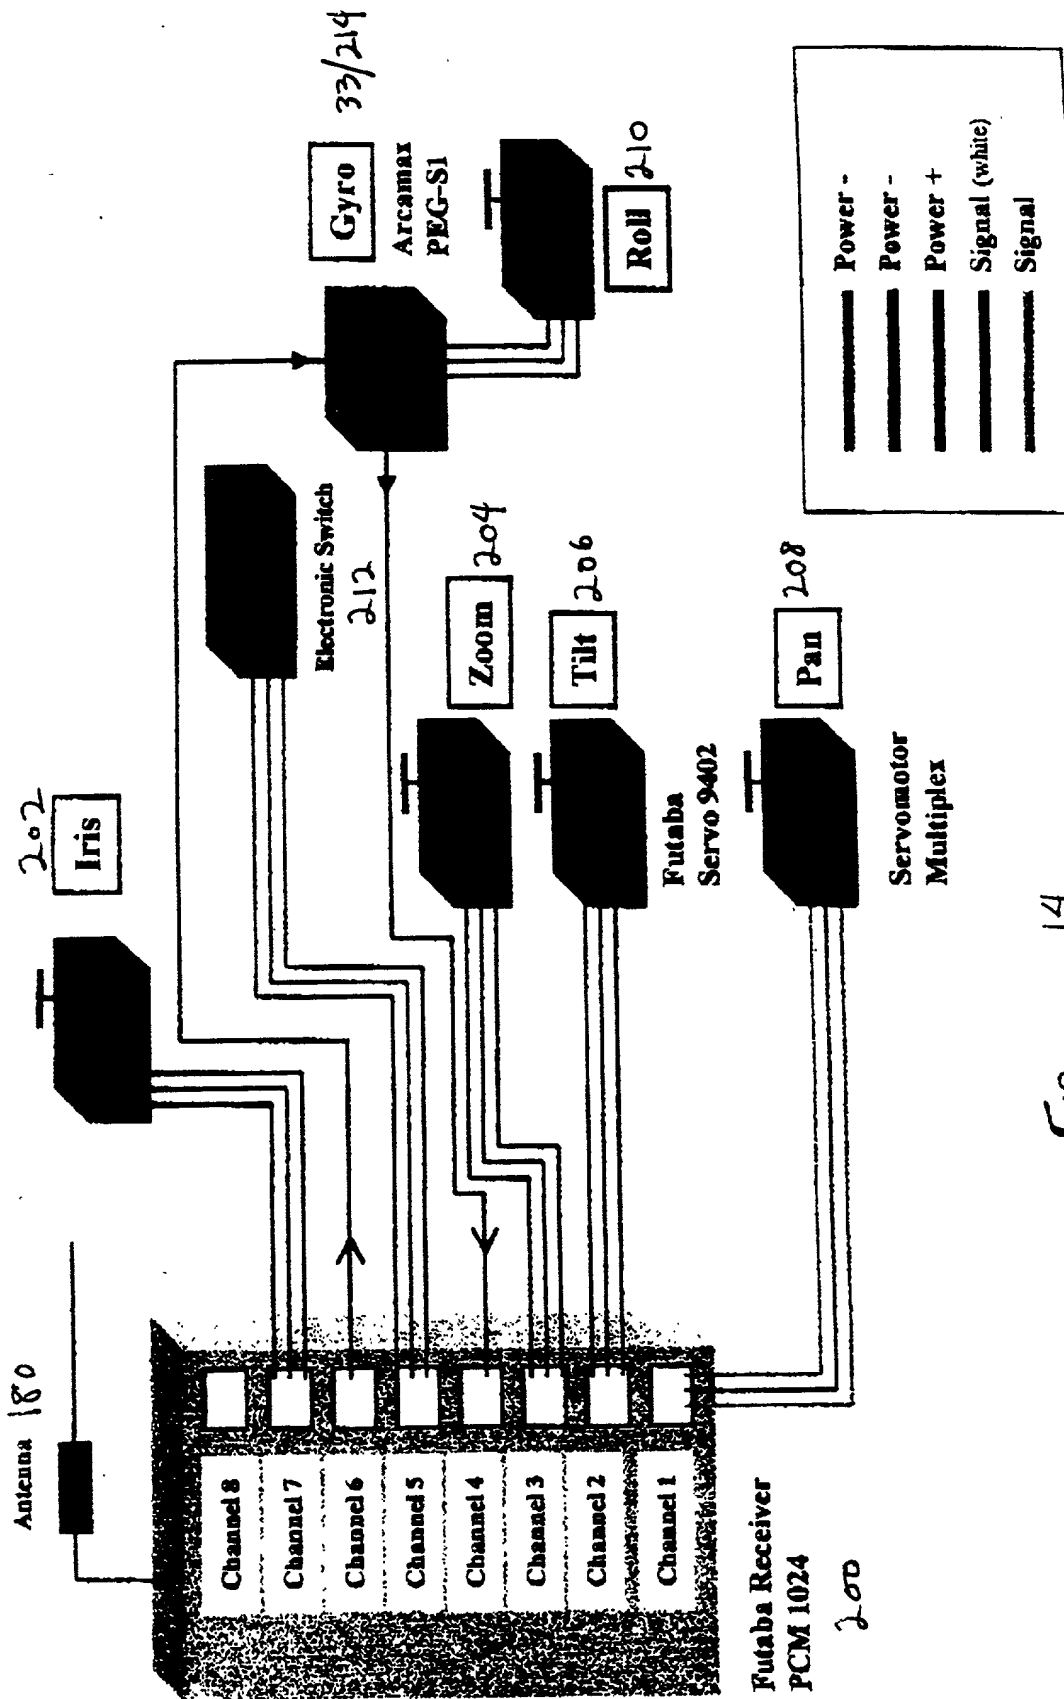 Antenna 180
Channel 8
Channel 7
Channel 6
Channel 5
Channel 4
Channel 3
Channel 2
Channel 1
Futaba Receiver
PCM 1024
200
202
Iris
Electronic Switch
212
Gyro 33/214
Arcamax
PEG-S1
Roll 210
Zoom 204
Tilt 206
Futaba
Servo 9402
Pan 208
Servomotor
Multiplex
Power -
Power -
Power +
Signal (white)
Signal
14